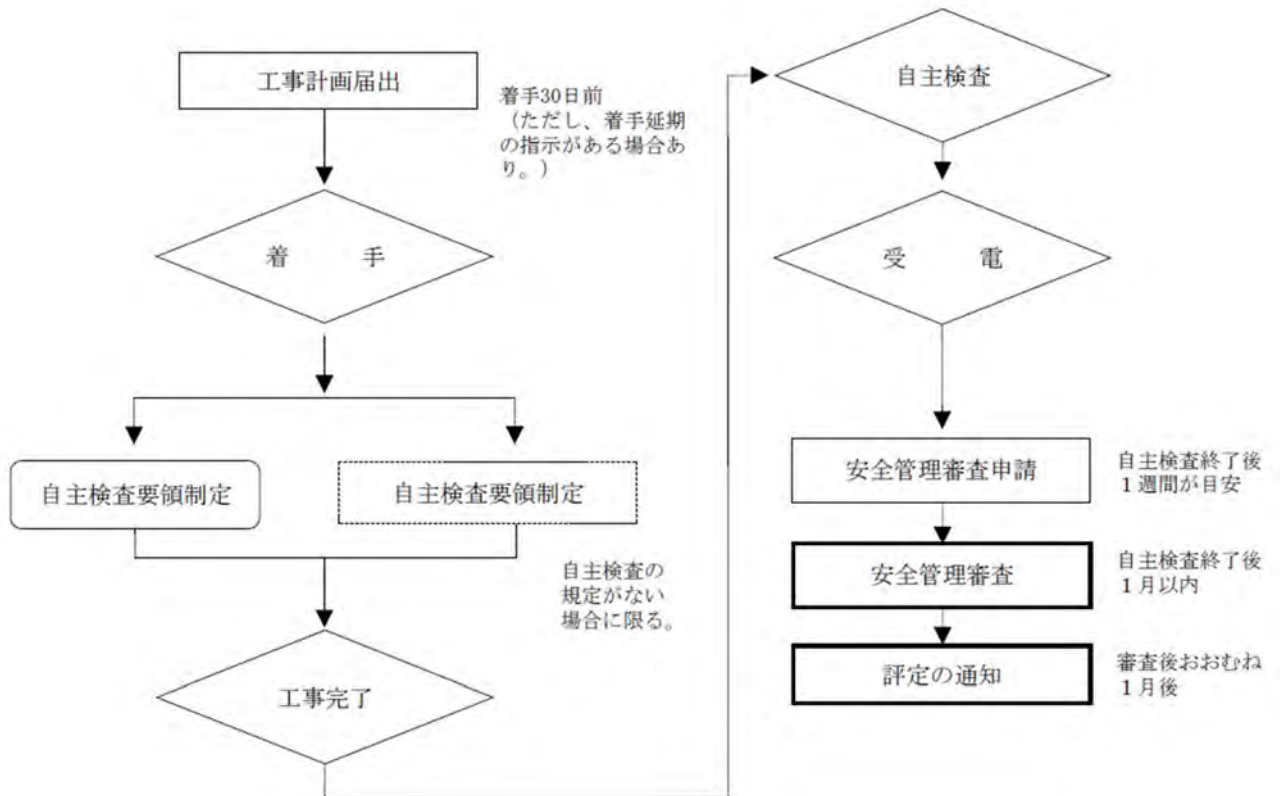 工事計画届出
着手30日前
（ただし、着手延期
の指示がある場合あ
り。）
着　　手
自主検査要領制定
自主検査要領制定
自主検査の
規定がない
場合に限る。
工事完了
自主検査
受　　電
安全管理審査申請
自主検査終了後
１週間が目安
安全管理審査
自主検査終了後
１月以内
評定の通知
審査後おおむね
１月後